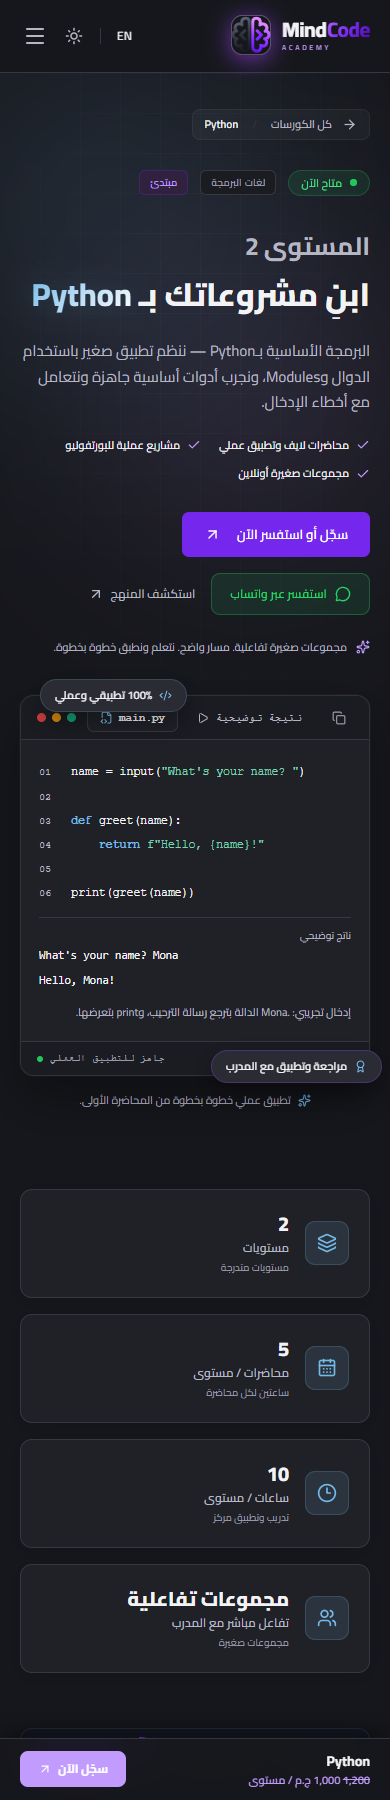 MindCode
ACADEMY
EN
كل الكورسات / Python
متاح الآن
لغات البرمجة
مبتدئ
المستوى 2
ابنِ مشروعاتك بـ Python
البرمجة الأساسية بـPython — ننظم تطبيق صغير باستخدام
الدوال وModules، ونجرب أدوات أساسية جاهزة ونتعامل
مع أخطاء الإدخال.
محاضرات لايف وتطبيق عملي
مشاريع عملية للبورتفوليو
مجموعات صغيرة أونلاين
سجّل أو استفسر الآن
استفسر عبر واتساب
استكشف المنهج
مجموعات صغيرة تفاعلية. مسار واضح. نتعلم ونطبق خطوة بخطوة.
100% تطبيقي وعملي
main.py
نتيجة توضيحية
01 name = input("What's your name? ")
02
03 def greet(name):
04 return f"Hello, {name}!"
05
06 print(greet(name))
ناتج توضيحي
What's your name? Mona
Hello, Mona!
إدخال تجريبي: Mona. الدالة بترجع رسالة الترحيب، وprint بتعرضها.
جاهز للتطبيق العملي
مراجعة وتطبيق مع المدرب
تطبيق عملي خطوة بخطوة من المحاضرة الأولى.
2
مستويات
مستويات متدرجة
5
محاضرات / مستوى
ساعتين لكل محاضرة
10
ساعات / مستوى
تدريب وتطبيق مركز
مجموعات تفاعلية
تفاعل مباشر مع المدرب
مجموعات صغيرة
Python
1,200 1,000 ج.م / مستوى
سجّل الآن